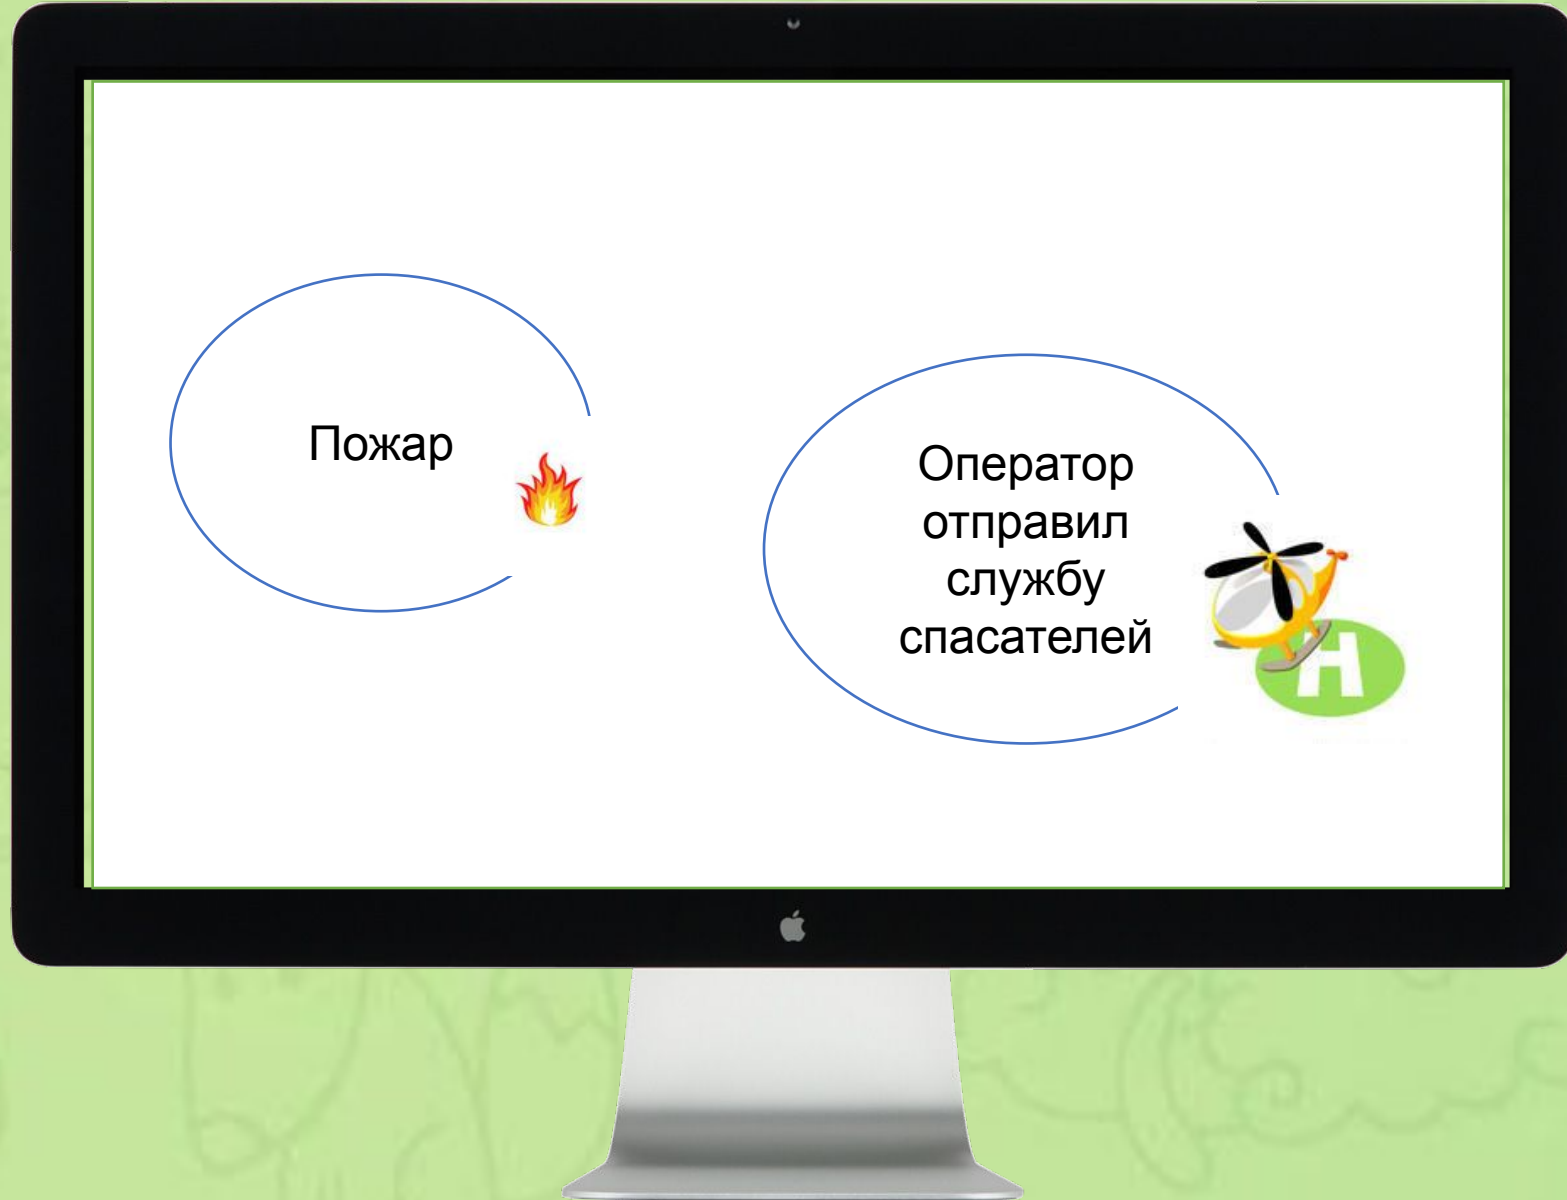 Пожар
Оператор
отправил
службу
спасателей
H